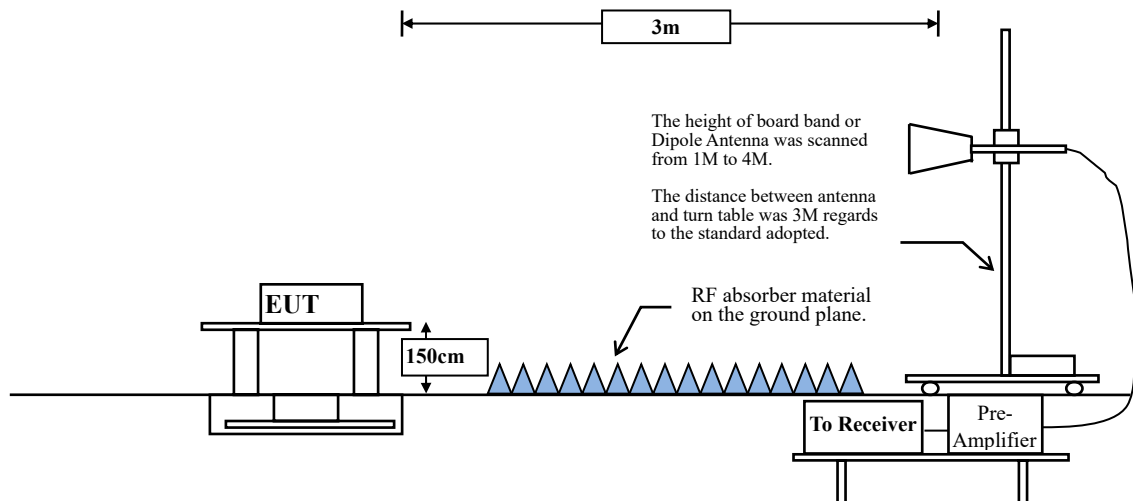 3m
The height of board band or
Dipole Antenna was scanned
from 1M to 4M.
The distance between antenna
and turn table was 3M regards
to the standard adopted.
EUT
RF absorber material
on the ground plane.
150cm
To Receiver
Pre-
Amplifier